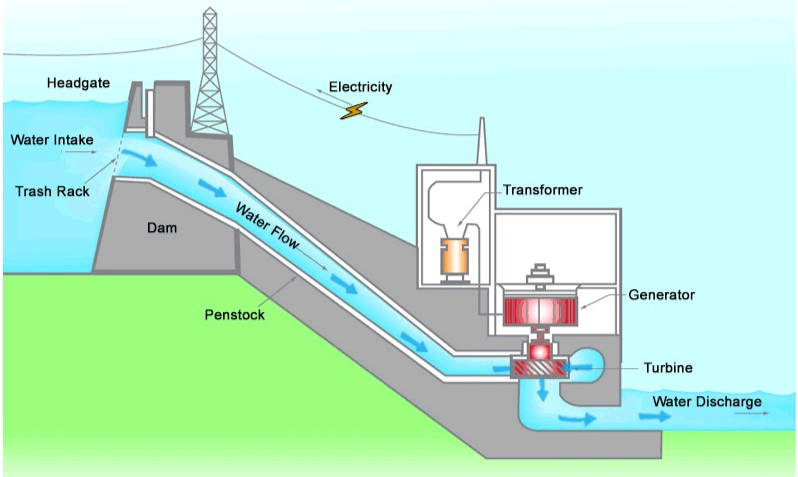 Headgate
Electricity
Water Intake
Trash Rack
Transformer
Dam
Water Flow
Generator
Penstock
Turbine
Water Discharge